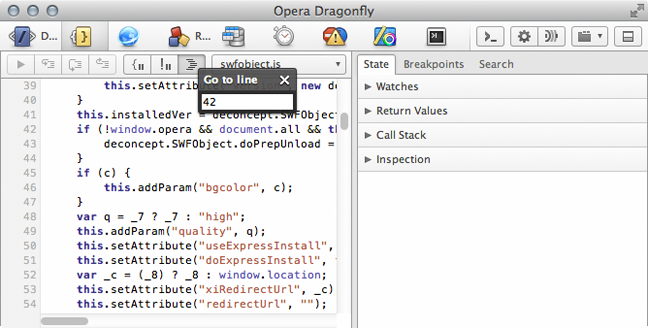 Opera Dragonfly
D... R...
swfobject.js
Go to line
42
State Breakpoints Search
Watches
Return Values
Call Stack
Inspection
39 this.setAttrib new do
40 }
41 this.installedVer = deconcept.SWFObject
42 if (!window.opera && document.all && th
43 deconcept.SWFObject.doPrepUnload =
44 }
45 if (c) {
46 this.addParam("bgcolor", c);
47 }
48 var q = _7 ? _7 : "high";
49 this.addParam("quality", q);
50 this.setAttribute("useExpressInstall",
51 this.setAttribute("doExpressInstall",
52 var _c = (_8) ? _8 : window.location;
53 this.setAttribute("xiRedirectUrl", _c)
54 this.setAttribute("redirectUrl", "");